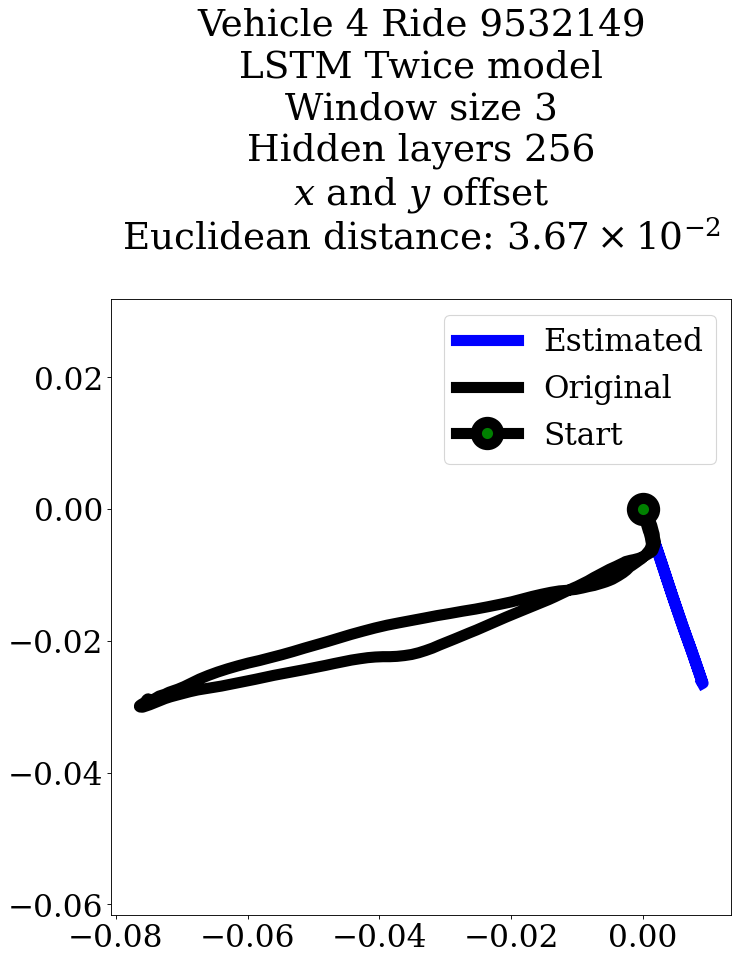 Vehicle 4 Ride 9532149
LSTM Twice model
Window size 3
Hidden layers 256
x and y offset
Euclidean distance: 3.67 × 10⁻²
Estimated
Original
Start
0.02
0.00
−0.02
−0.04
−0.06
−0.08 −0.06 −0.04 −0.02 0.00